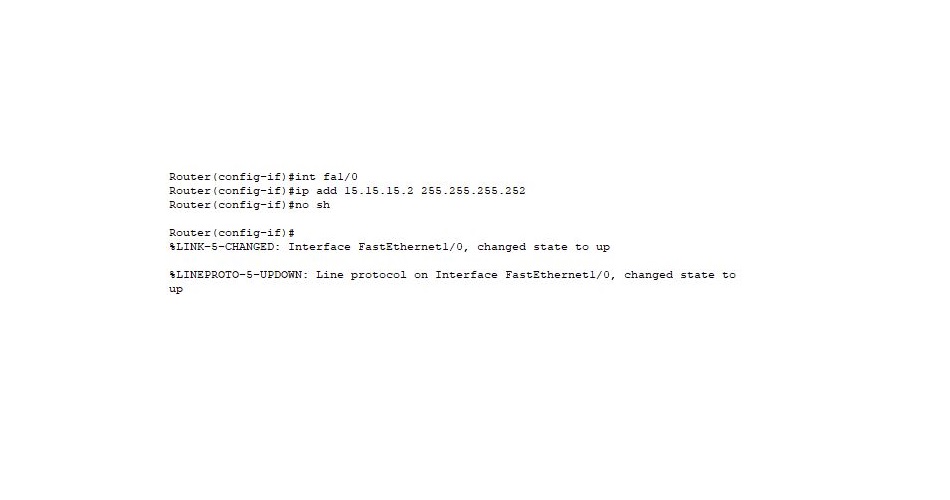 Router(config-if)#int fa1/0
Router(config-if)#ip add 15.15.15.2 255.255.255.252
Router(config-if)#no sh
Router(config-if)#
%LINK-5-CHANGED: Interface FastEthernet1/0, changed state to up
%LINEPROTO-5-UPDOWN: Line protocol on Interface FastEthernet1/0, changed state to
up